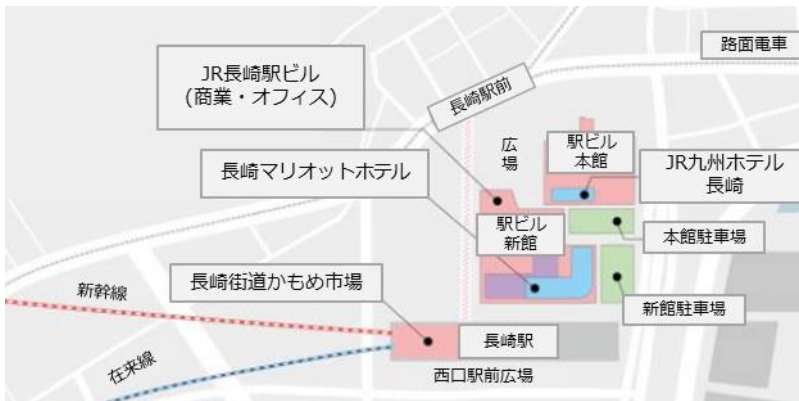 路面電車
JR長崎駅ビル
(商業・オフィス)
長崎駅前
広場
駅ビル
本館
JR九州ホテル
長崎
長崎マリオットホテル
駅ビル
新館
本館駐車場
長崎街道かもめ市場
新館駐車場
新幹線
長崎駅
在来線
西口駅前広場